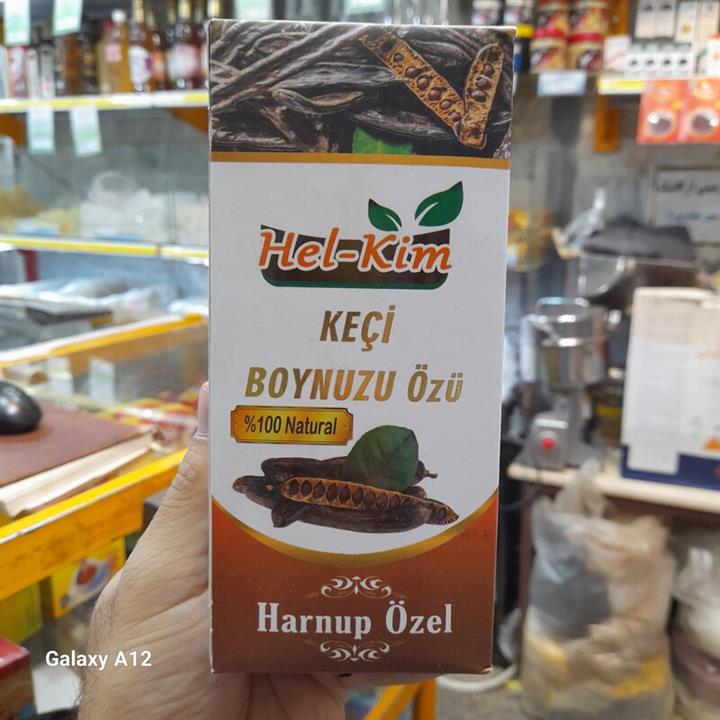 Hel-Kim
KEÇİ
BOYNUZU ÖZÜ
%100 Natural
Harnup Özel
Galaxy A12